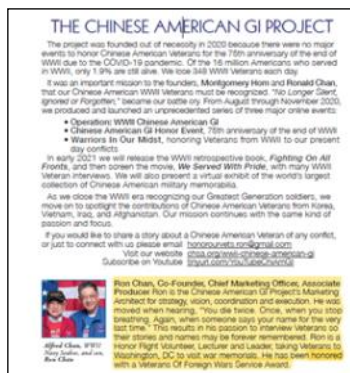 THE CHINESE AMERICAN GI PROJECT
The project was founded out of necessity in 2020 because there were no major
events to honor Chinese American Veterans for the 75th anniversary of the end of
WWII due to the COVID-19 pandemic. Of the 16 million Americans who served
in WWII, only 1.9% are still alive. We lose 349 WWII Veterans each day.
It was an important mission to the founders, Montgomery Hom and Ronald Chan,
that our Chinese American WWII Veterans must be recognized. "No Longer Silent,
Ignored or Forgotten," became our battle cry. From August through November 2020,
we produced and launched an unprecedented series of three major online events:
• Operation: WWII Chinese American GI
• Chinese American GI Honor Event, 75th anniversary of the end of WWII
• Warriors In Our Midst, honoring Veterans from WWII to our present
day conflicts
In early 2021 we will release the WWII retrospective book, Fighting On All
Fronts, and then screen the movie, We Served With Pride, with many WWII
Veteran interviews. We will also present a virtual exhibit of the world's largest
collection of Chinese American military memorabilia.
As we close the WWII era recognizing our Greatest Generation soldiers, we
move on to spotlight the contributions of Chinese American Veterans from Korea,
Vietnam, Iraq, and Afghanistan. Our mission continues with the same kind of
passion and focus.
If you would like to share a story about a Chinese American Veteran of any conflict,
or just to connect with us please email honorourvets.ron@gmail.com
Visit our website chsa.org/wwii-chinese-american-gi
Subscribe on Youtube tinyurl.com/YouTubeChAmGI
Ron Chan, Co-Founder, Chief Marketing Officer, Associate
Producer Ron is the Chinese American GI Project's Marketing
Architect for strategy, vision, coordination and execution. He was
moved when hearing, "You die twice. Once, when you stop
breathing. Again, when someone says your name for the very
last time." This results in his passion to interview Veterans so
their stories and names may be forever remembered. Ron is a
Honor Flight Volunteer, Lecturer and Leader, taking Veterans to
Washington, DC to visit war memorials. He has been honored
with a Veterans Of Foreign Wars Service Award.
Alfred Chan, WWII
Navy Seabee, and son,
Ron Chan